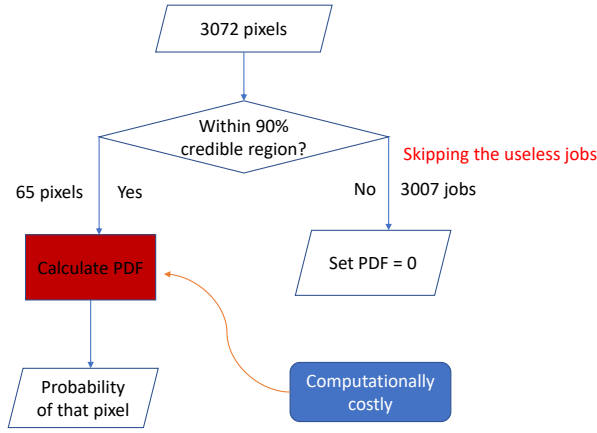 3072 pixels
Within 90%
credible region?
Skipping the useless jobs
65 pixels
Yes
No
3007 jobs
Calculate PDF
Set PDF = 0
Probability
of that pixel
Computationally
costly